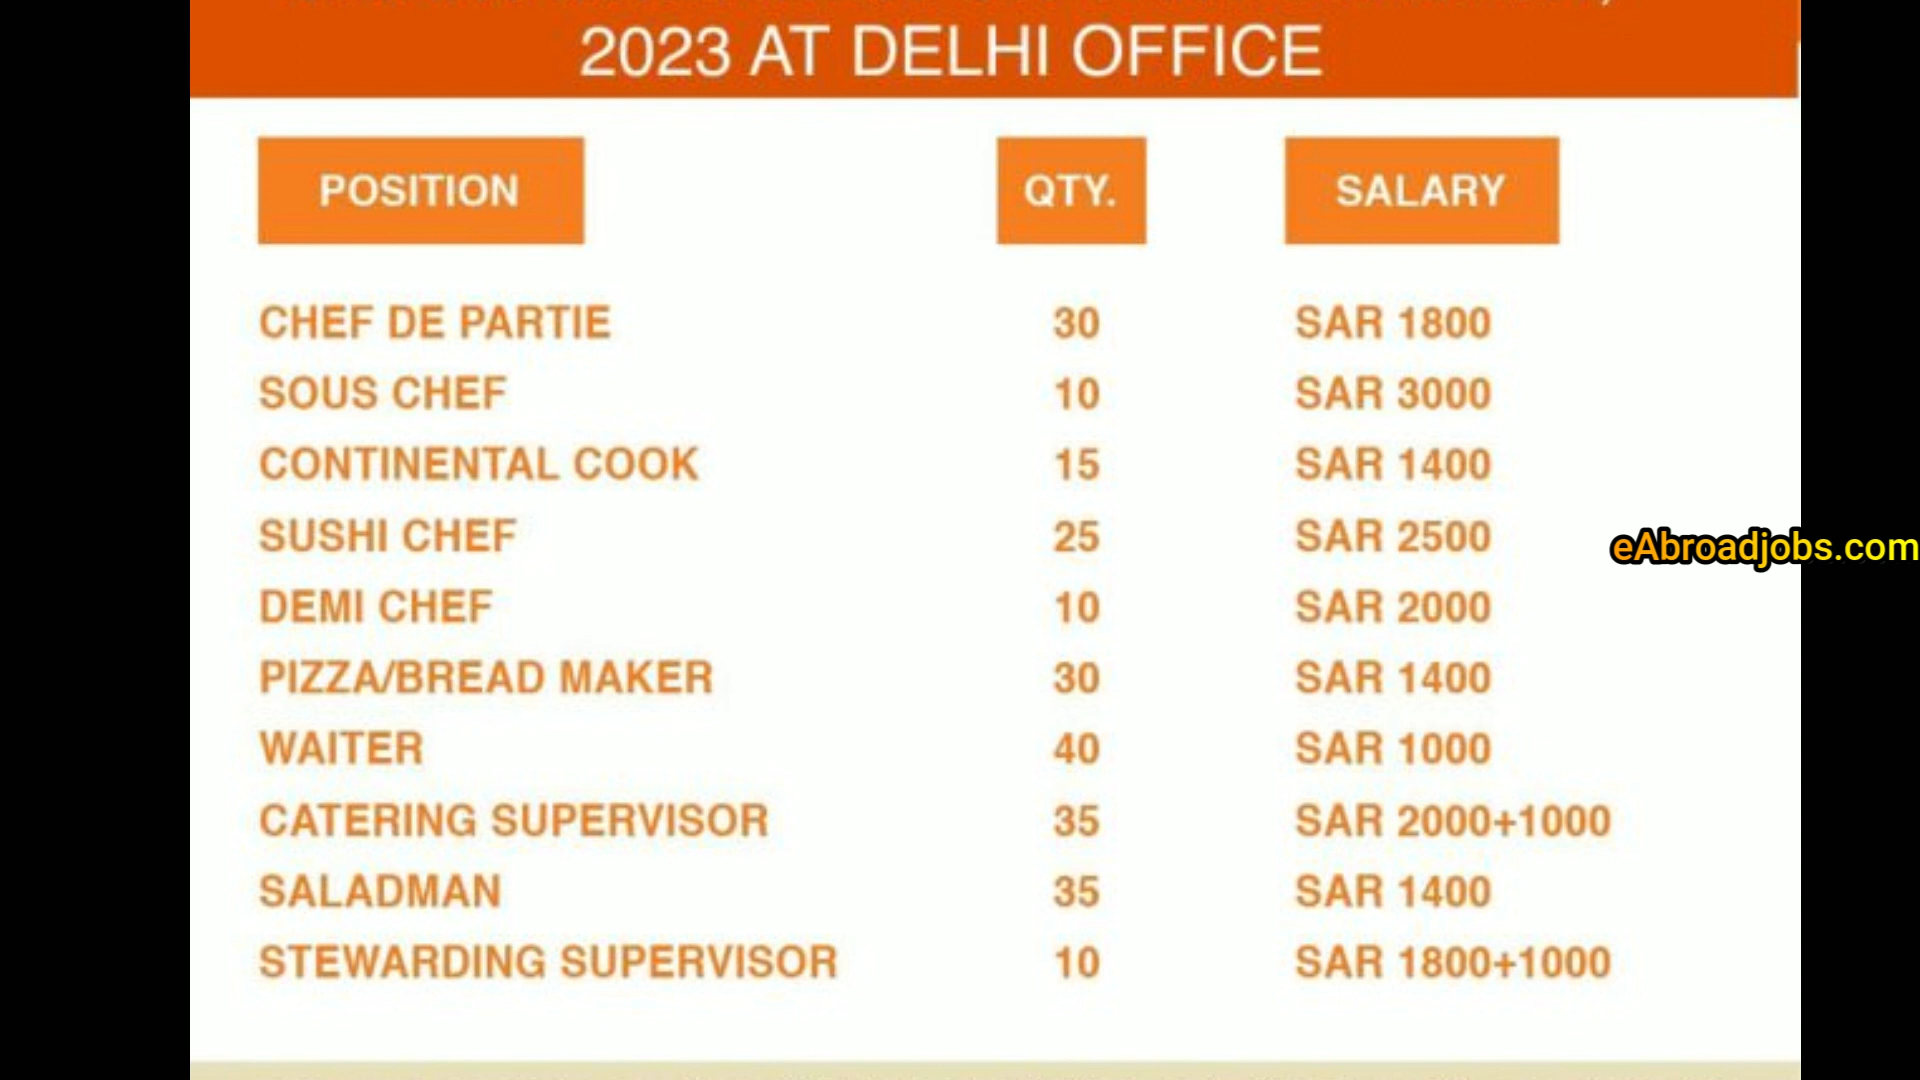 2023 AT DELHI OFFICE
POSITION QTY. SALARY
CHEF DE PARTIE 30 SAR 1800
SOUS CHEF 10 SAR 3000
CONTINENTAL COOK 15 SAR 1400
SUSHI CHEF 25 SAR 2500
eAbroadjobs.com
DEMI CHEF 10 SAR 2000
PIZZA/BREAD MAKER 30 SAR 1400
WAITER 40 SAR 1000
CATERING SUPERVISOR 35 SAR 2000+1000
SALADMAN 35 SAR 1400
STEWARDING SUPERVISOR 10 SAR 1800+1000